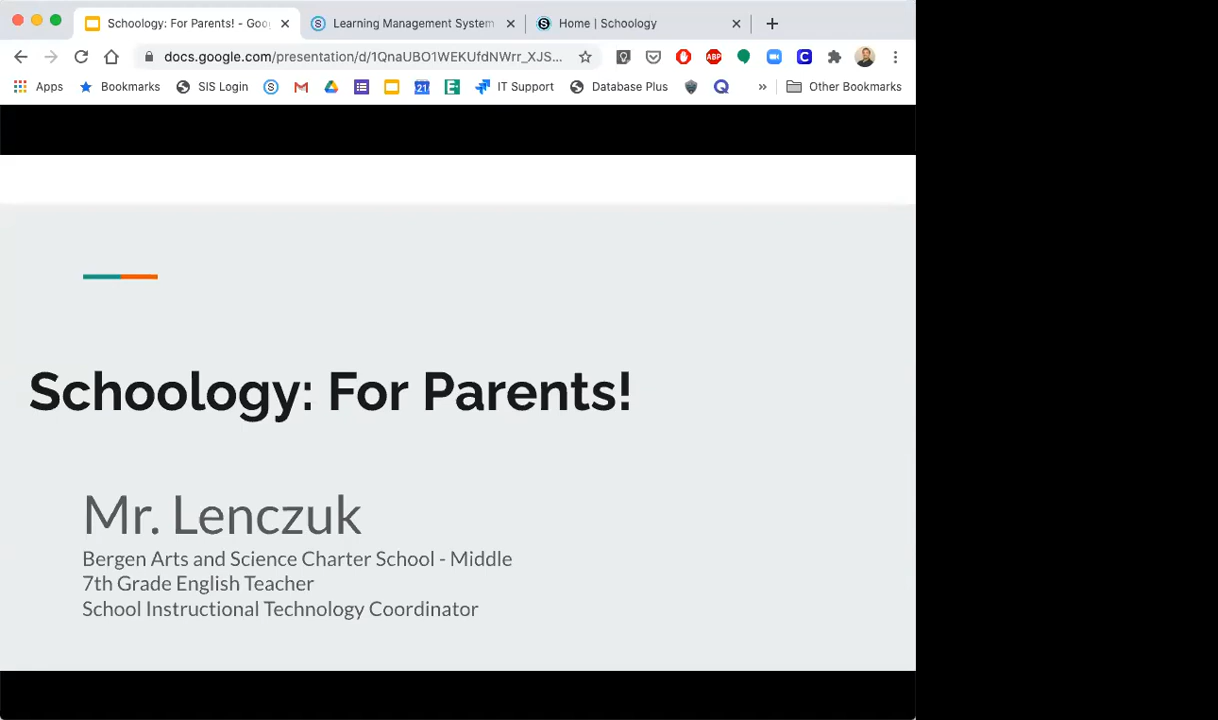 Schoology: For Parents! - Goo
Learning Management System
Home | Schoology
docs.google.com/presentation/d/1QnaUBO1WEKUfdNWrr_XJS...
ABP
C
Apps
Bookmarks
SIS Login
S
21
E
IT Support
Database Plus
»
Q
Other Bookmarks
Schoology: For Parents!
Mr. Lenczuk
Bergen Arts and Science Charter School - Middle
7th Grade English Teacher
School Instructional Technology Coordinator